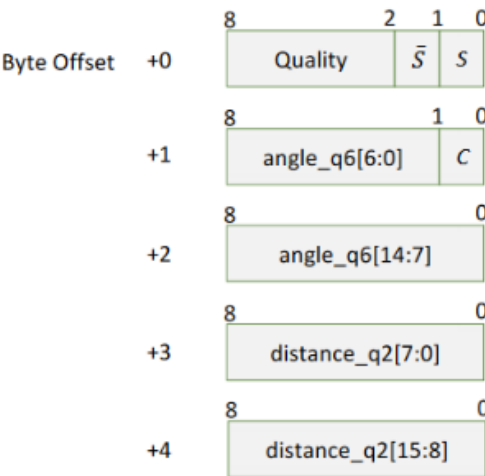 8 2 1 0
Byte Offset +0 Quality S̄ S
8 1 0
+1 angle_q6[6:0] C
8 0
+2 angle_q6[14:7]
8 0
+3 distance_q2[7:0]
8 0
+4 distance_q2[15:8]